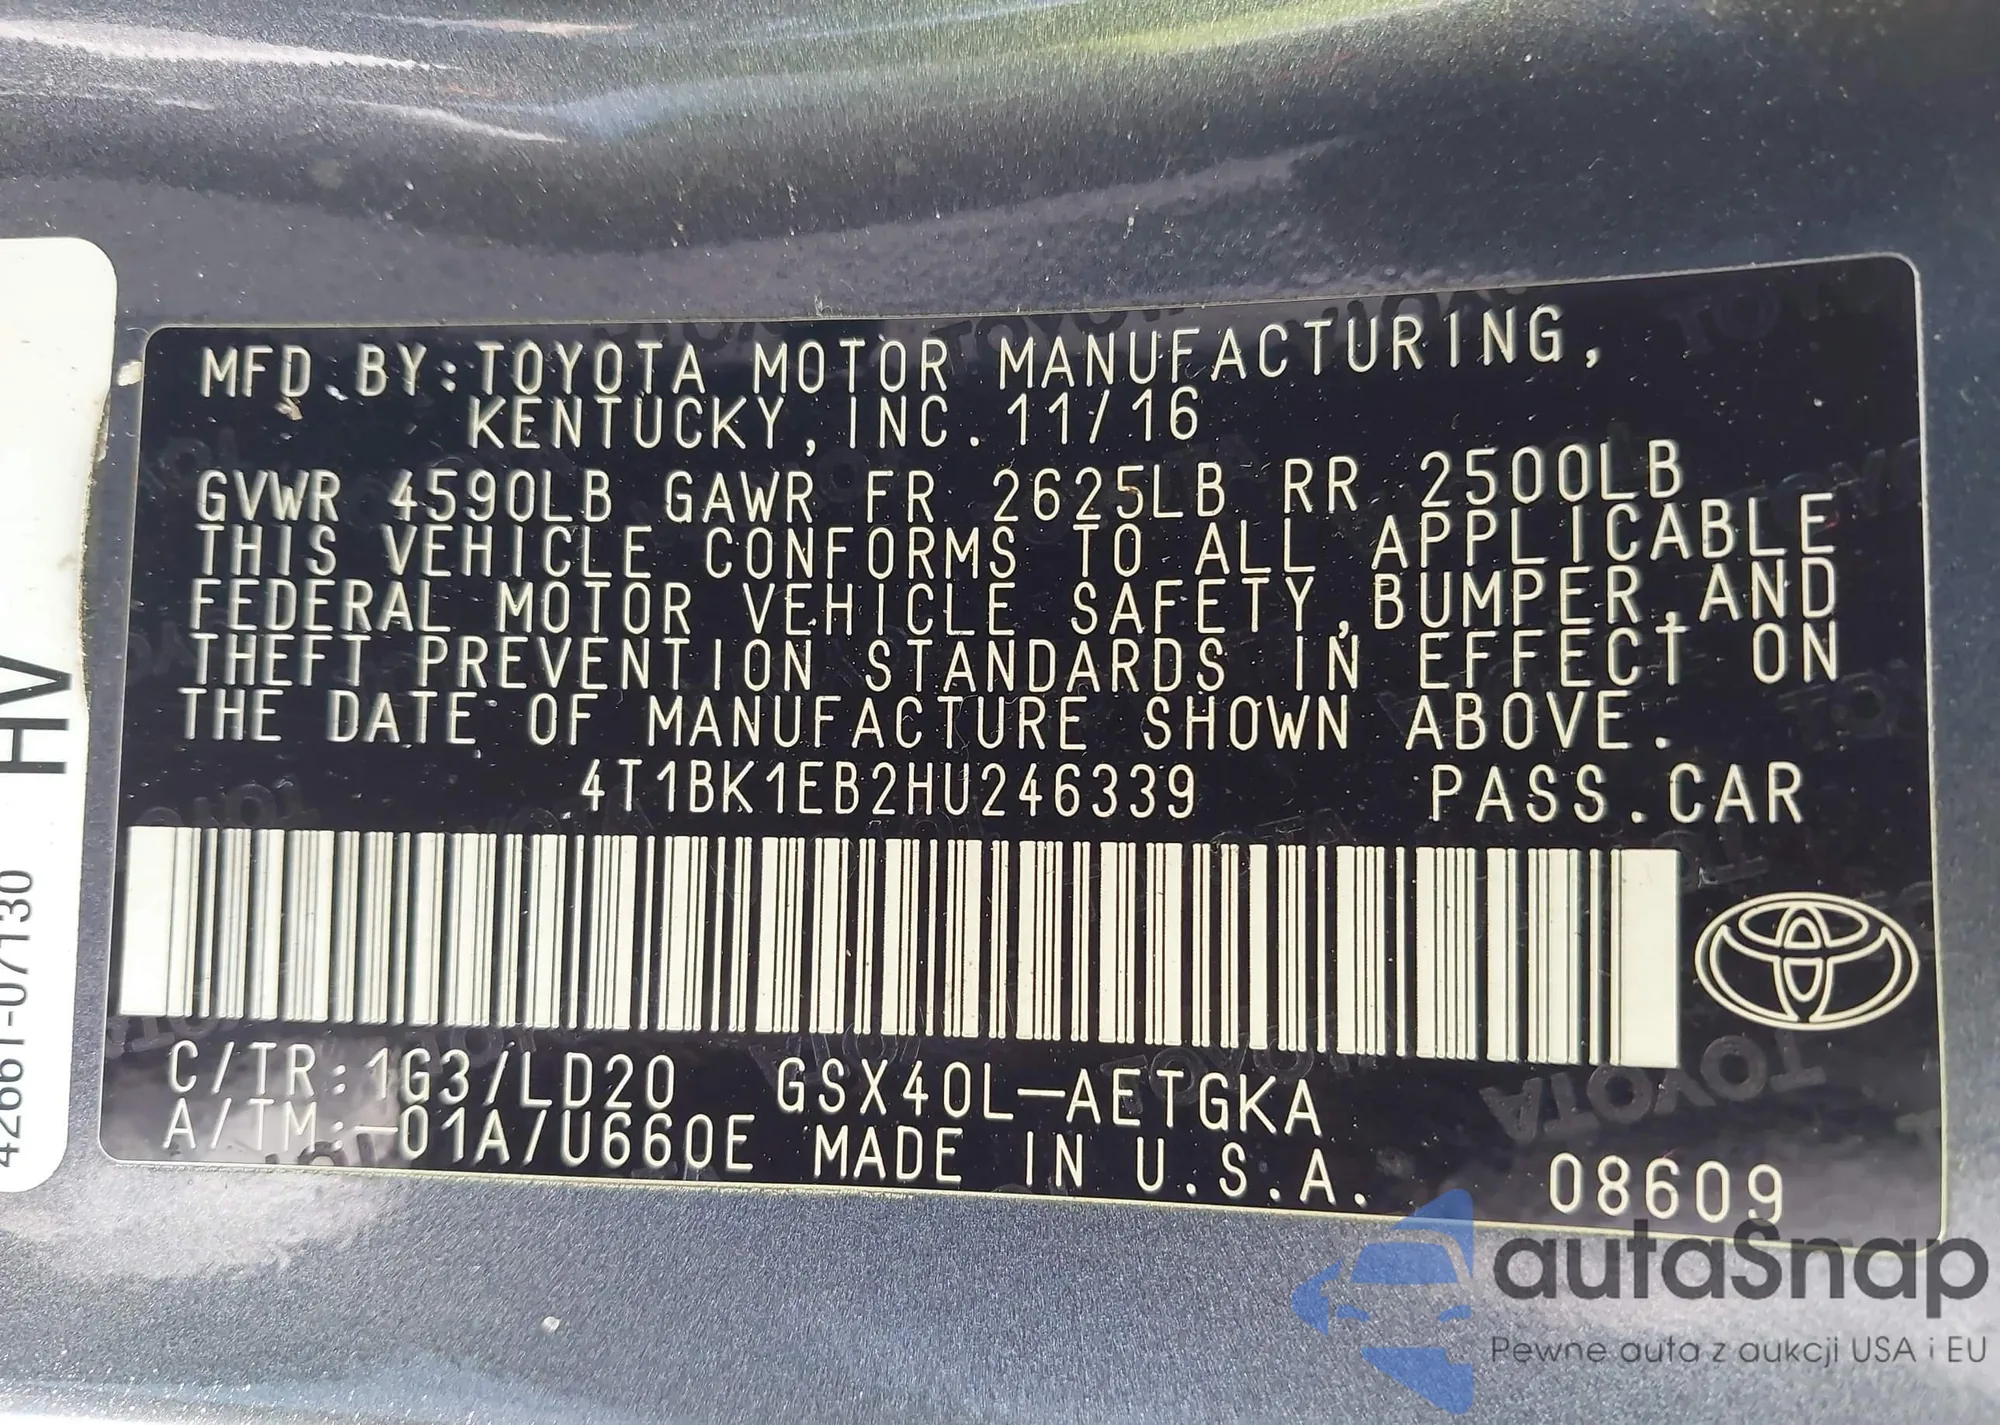 MFD.BY:TOYOTA MOTOR MANUFACTURING,
KENTUCKY,INC.11/16
GVWR 4590LB GAWR FR 2625LB RR 2500LB
THIS VEHICLE CONFORMS TO ALL APPLICABLE
FEDERAL MOTOR VEHICLE SAFETY,BUMPER,AND
THEFT PREVENTION STANDARDS IN EFFECT ON
THE DATE OF MANUFACTURE SHOWN ABOVE.
4T1BK1EB2HU246339 PASS.CAR
C/TR:1G3/LD20 GSX40L-AETGKA
A/TM:-01A/U660E MADE IN U.S.A.
08609
HV
42661-07130
autaSnap
Pewne auta z aukcji USA i EU